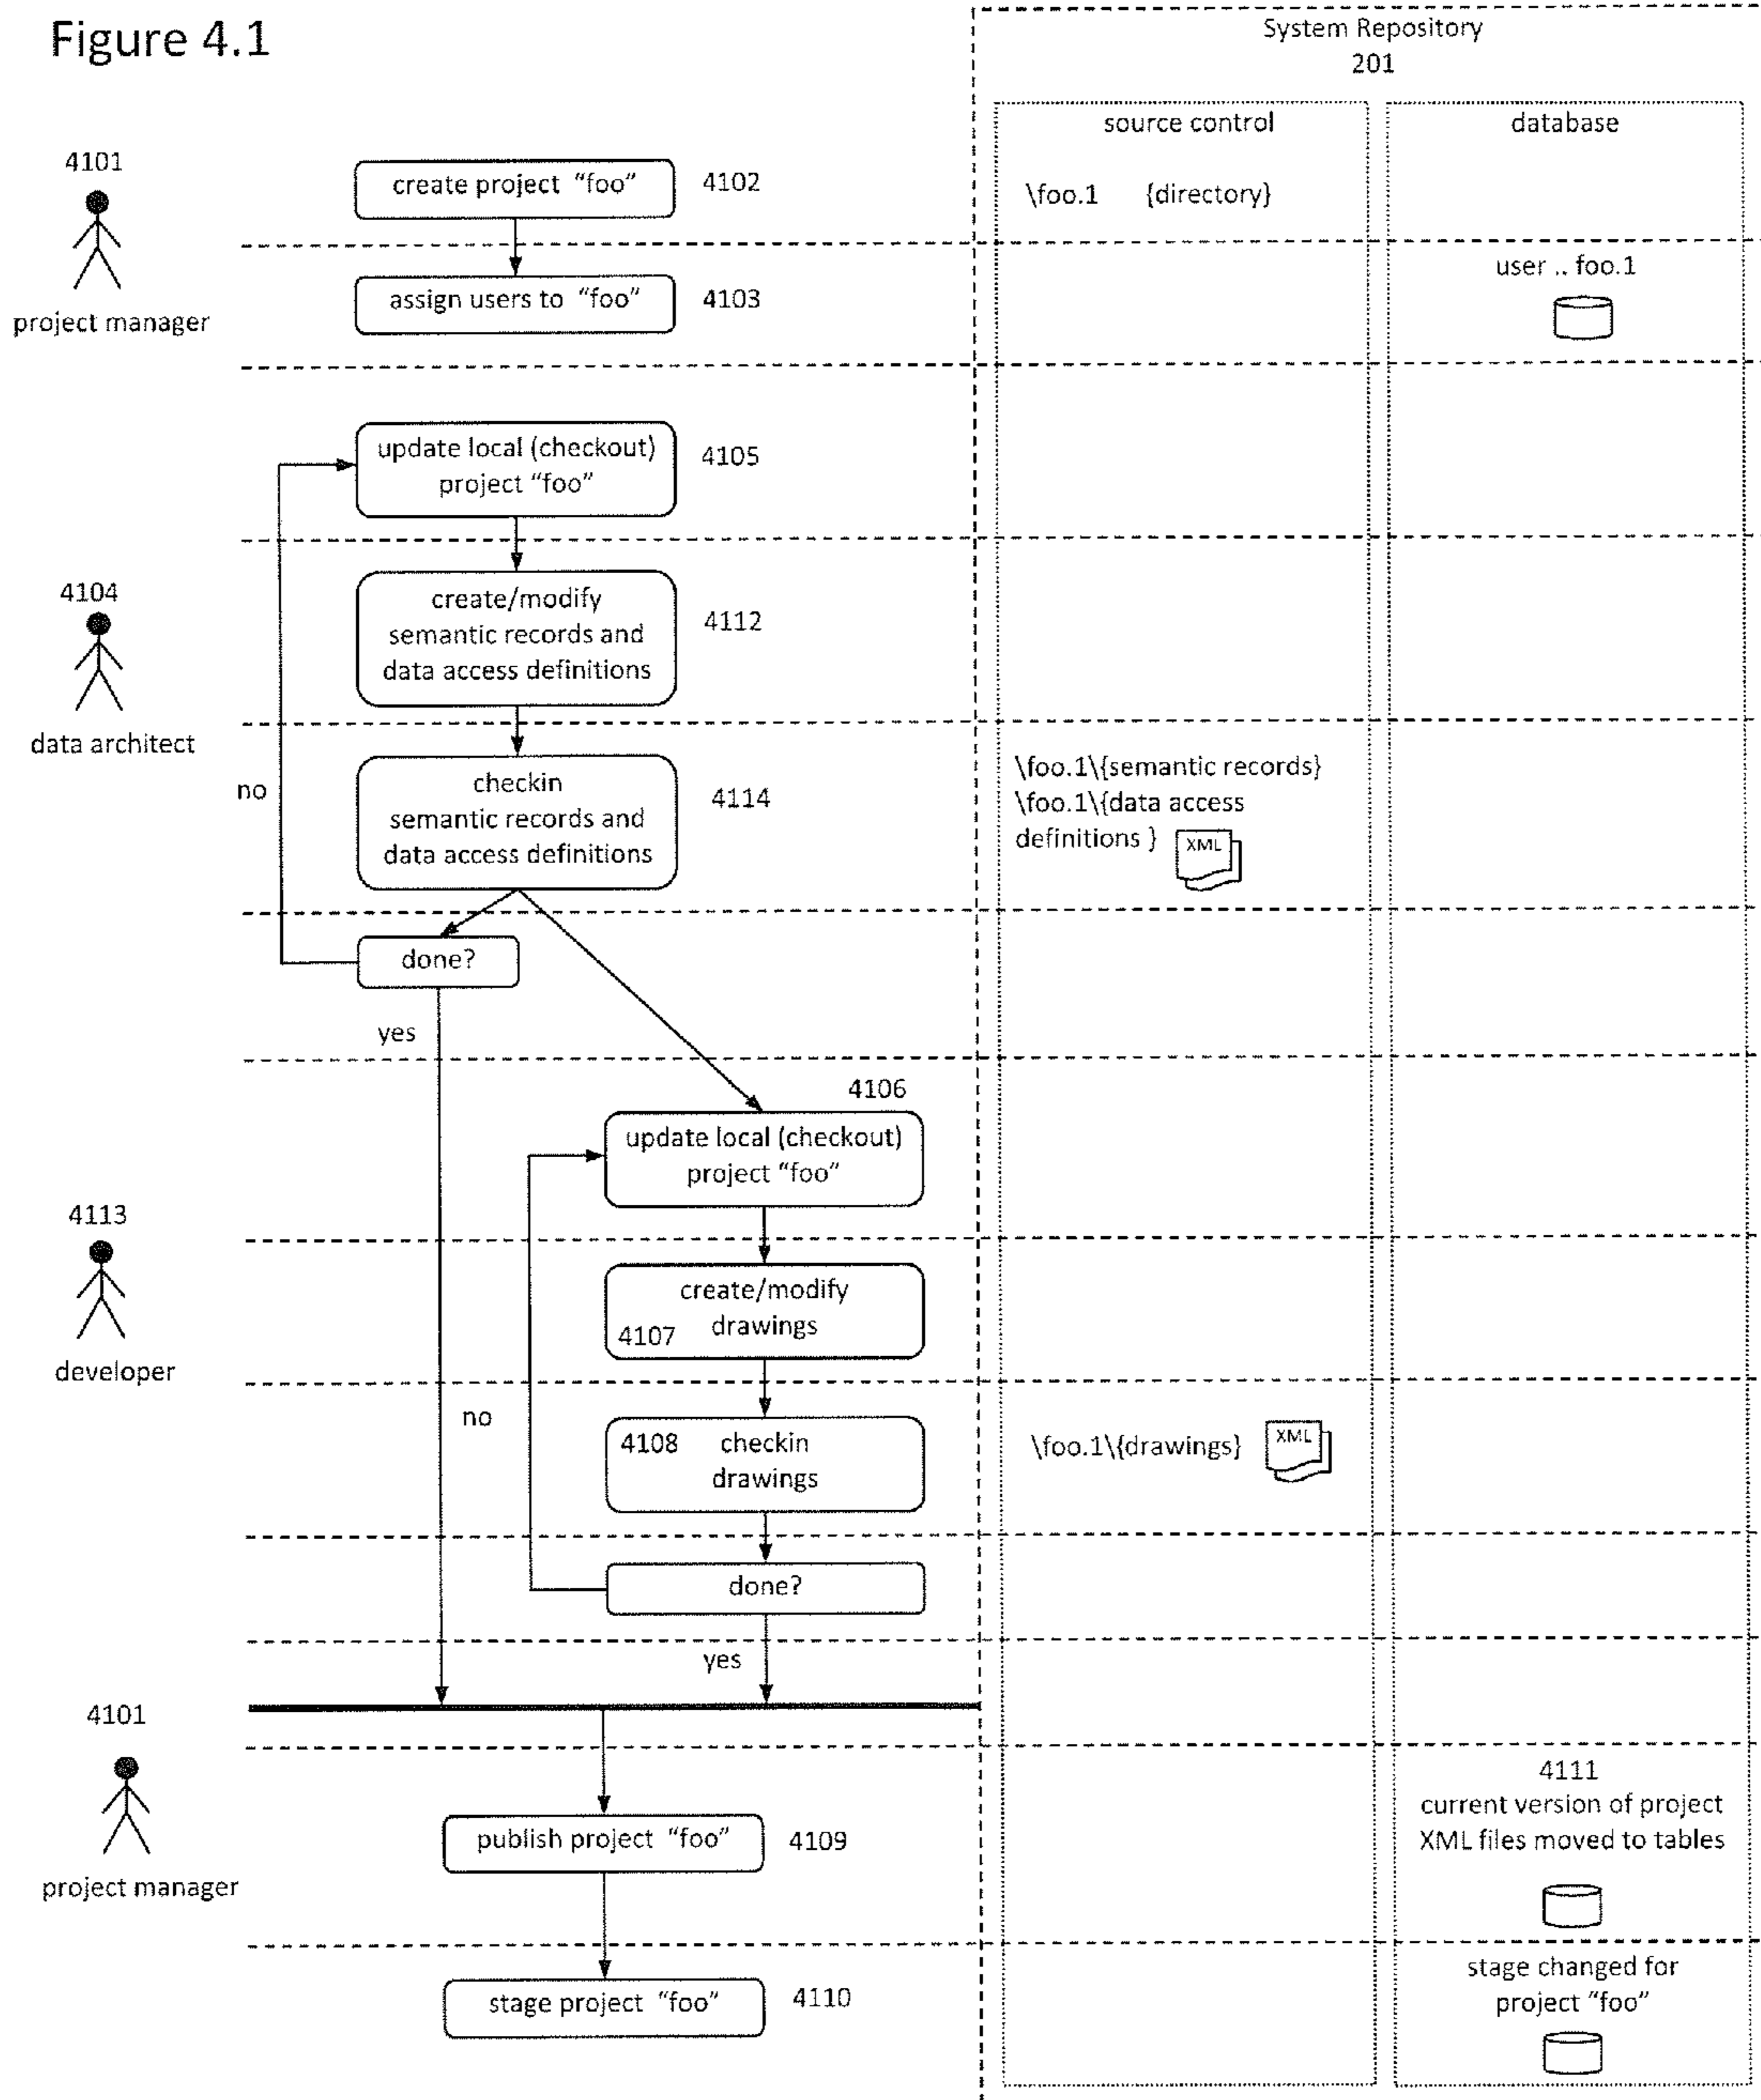 Figure 4.1
System Repository
201
source control
database
4101
project manager
create project “foo”
4102
\foo.1 {directory}
assign users to “foo”
4103
user .. foo.1
update local (checkout)
project “foo”
4105
4104
data architect
create/modify
semantic records and
data access definitions
4112
checkin
semantic records and
data access definitions
4114
\foo.1\{semantic records}
\foo.1\{data access
definitions }
XML
no
done?
yes
4106
update local (checkout)
project “foo”
4113
developer
create/modify
drawings
4107
no
4108
checkin
drawings
\foo.1\{drawings}
XML
done?
yes
4101
project manager
publish project “foo”
4109
4111
current version of project
XML files moved to tables
stage project “foo”
4110
stage changed for
project “foo”